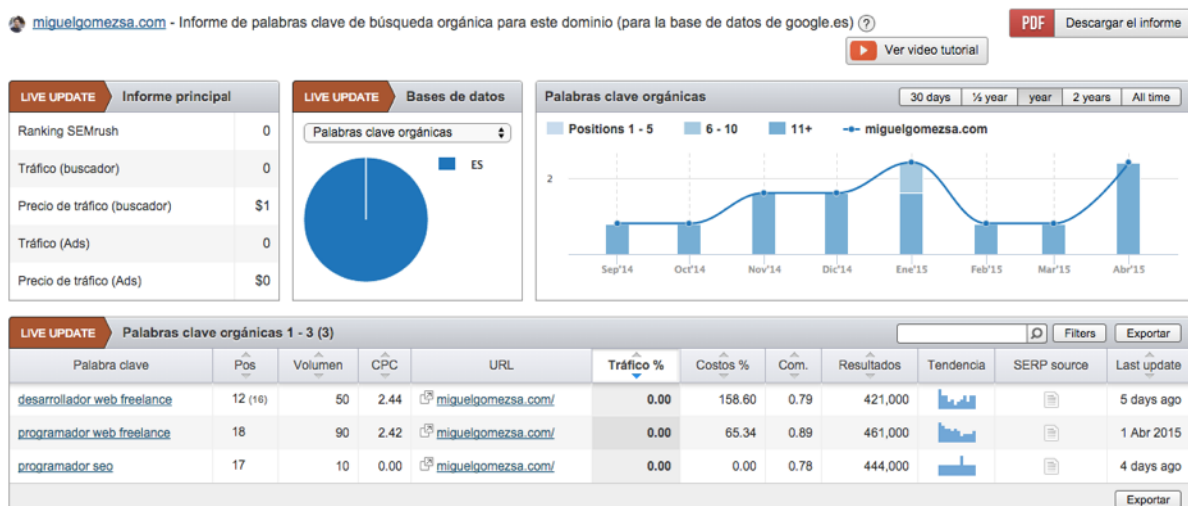 miguelgomezsa.com - Informe de palabras clave de búsqueda orgánica para este dominio (para la base de datos de google.es) ?
PDF Descargar el informe
Ver video tutorial
LIVE UPDATE Informe principal
Ranking SEMrush 0
Tráfico (buscador) 0
Precio de tráfico (buscador) $1
Tráfico (Ads) 0
Precio de tráfico (Ads) $0
LIVE UPDATE Bases de datos
Palabras clave orgánicas
ES
Palabras clave orgánicas 30 days ½ year year 2 years All time
Positions 1 - 5 6 - 10 11+ miguelgomezsa.com
2
Sep'14 Oct'14 Nov'14 Dic'14 Ene'15 Feb'15 Mar'15 Abr'15
LIVE UPDATE Palabras clave orgánicas 1 - 3 (3) Filters Exportar
Palabra clave Pos Volumen CPC URL Tráfico % Costos % Com. Resultados Tendencia SERP source Last update
desarrollador web freelance 12 (16) 50 2.44 miguelgomezsa.com/ 0.00 158.60 0.79 421,000 5 days ago
programador web freelance 18 90 2.42 miguelgomezsa.com/ 0.00 65.34 0.89 461,000 1 Abr 2015
programador seo 17 10 0.00 miguelgomezsa.com/ 0.00 0.00 0.78 444,000 4 days ago
Exportar